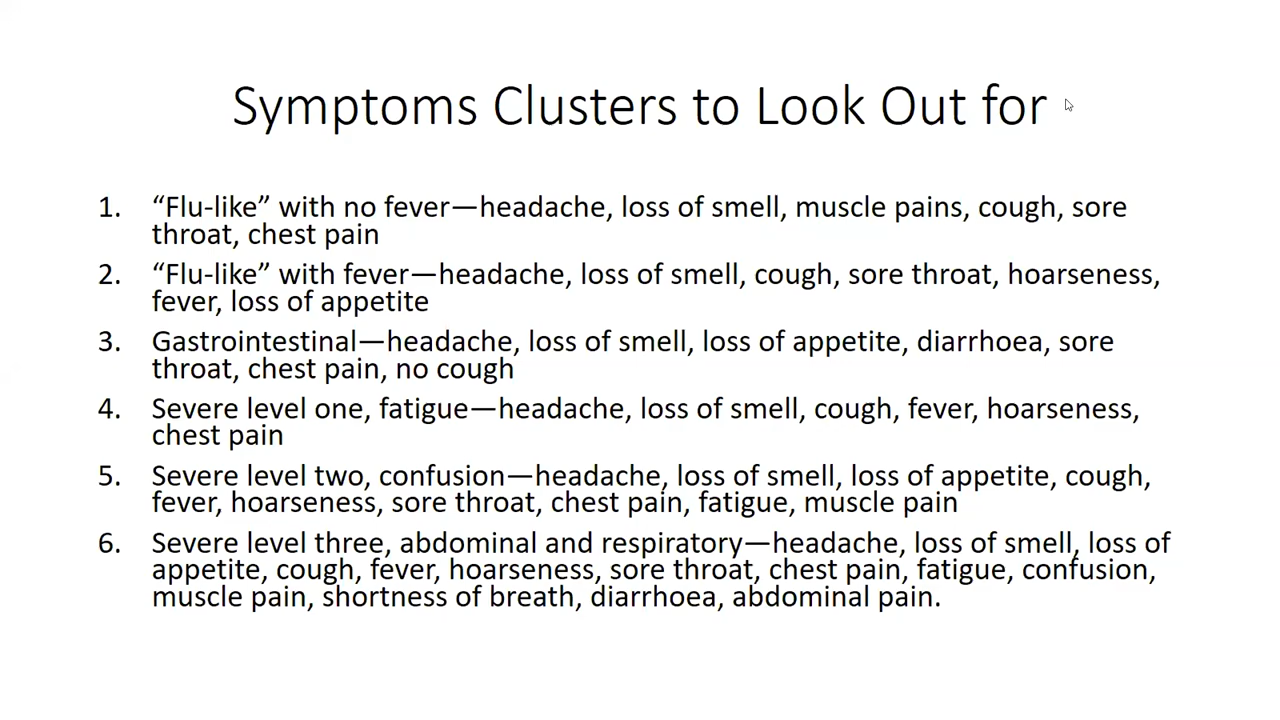 Symptoms Clusters to Look Out for
1. “Flu-like” with no fever—headache, loss of smell, muscle pains, cough, sore
throat, chest pain
2. “Flu-like” with fever—headache, loss of smell, cough, sore throat, hoarseness,
fever, loss of appetite
3. Gastrointestinal—headache, loss of smell, loss of appetite, diarrhoea, sore
throat, chest pain, no cough
4. Severe level one, fatigue—headache, loss of smell, cough, fever, hoarseness,
chest pain
5. Severe level two, confusion—headache, loss of smell, loss of appetite, cough,
fever, hoarseness, sore throat, chest pain, fatigue, muscle pain
6. Severe level three, abdominal and respiratory—headache, loss of smell, loss of
appetite, cough, fever, hoarseness, sore throat, chest pain, fatigue, confusion,
muscle pain, shortness of breath, diarrhoea, abdominal pain.